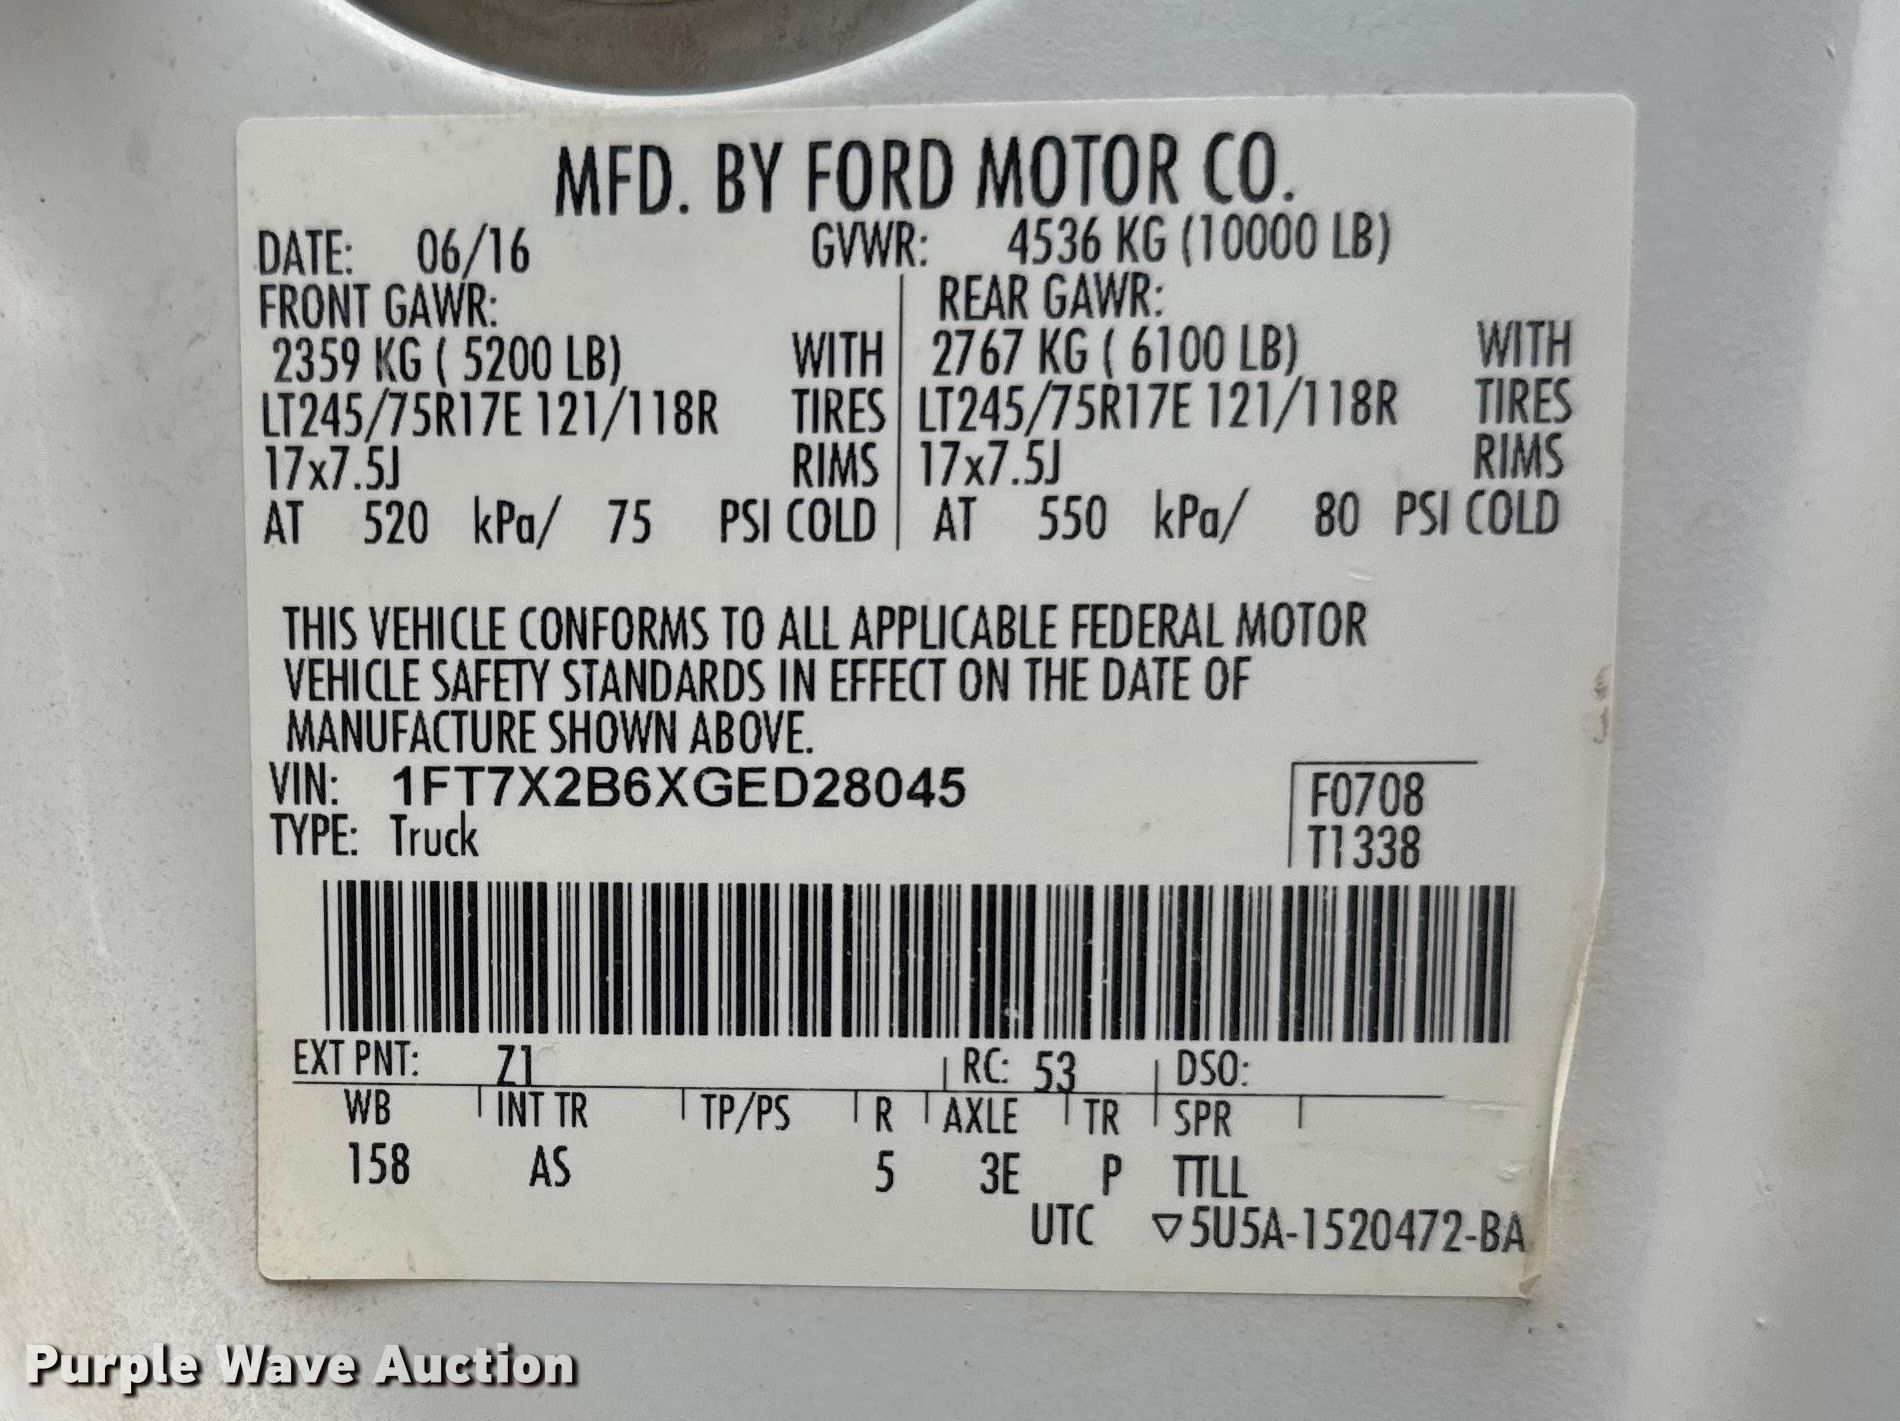 MFD. BY FORD MOTOR CO.
DATE: 06/16 GVWR: 4536 KG (10000 LB)
FRONT GAWR: REAR GAWR:
2359 KG ( 5200 LB) WITH 2767 KG ( 6100 LB) WITH
LT245/75R17E 121/118R TIRES LT245/75R17E 121/118R TIRES
17x7.5J RIMS 17x7.5J RIMS
AT 520 kPa/ 75 PSI COLD AT 550 kPa/ 80 PSI COLD
THIS VEHICLE CONFORMS TO ALL APPLICABLE FEDERAL MOTOR
VEHICLE SAFETY STANDARDS IN EFFECT ON THE DATE OF
MANUFACTURE SHOWN ABOVE.
VIN: 1FT7X2B6XGED28045 F0708
TYPE: Truck T1338
EXT PNT: Z1 RC: 53 DSO:
WB INT TR TP/PS R AXLE TR SPR
158 AS 5 3E P TTLL
UTC ▽5U5A-1520472-BA
Purple Wave Auction